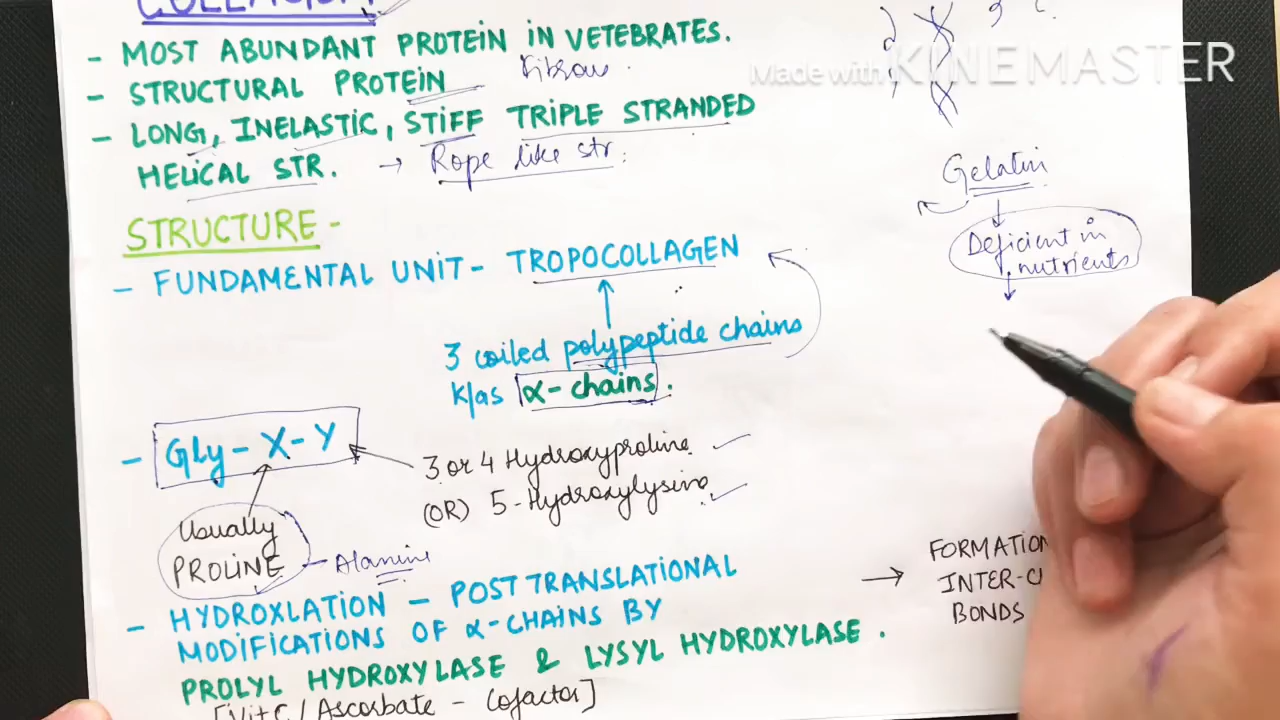 COLLAGEN
- MOST ABUNDANT PROTEIN IN VETEBRATES.
- STRUCTURAL PROTEIN
- LONG, INELASTIC, STIFF TRIPLE STRANDED
HELICAL STR. → Rope like str.
Made with KINEMASTER
Gelatin
Deficient in
nutrients
STRUCTURE -
- FUNDAMENTAL UNIT - TROPOCOLLAGEN
3 coiled polypeptide chains
K/as α-chains.
- Gly - X - Y
3 or 4 Hydroxyproline
(OR) 5-Hydroxylysine
Usually
PROLINE - Alanine
- HYDROXLATION - POST TRANSLATIONAL
MODIFICATIONS OF α-CHAINS BY
PROLYL HYDROXYLASE & LYSYL HYDROXYLASE.
[Vit C / Ascorbate - Cofactor]
→ FORMATION
INTER-C
BONDS